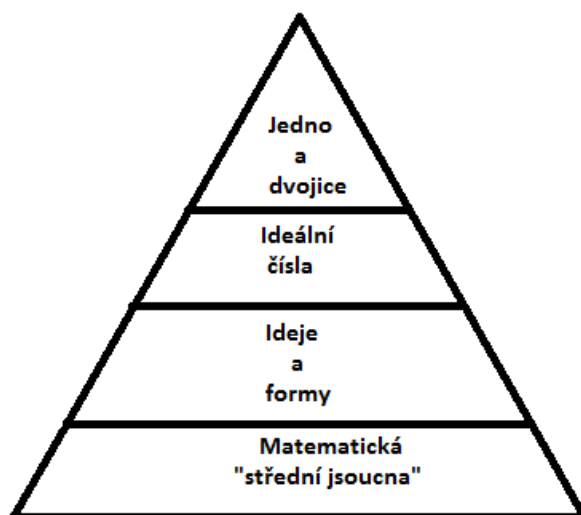 Jedno
a
dvojice
Ideální
čísla
Ideje
a
formy
Matematická
"střední jsoucna"